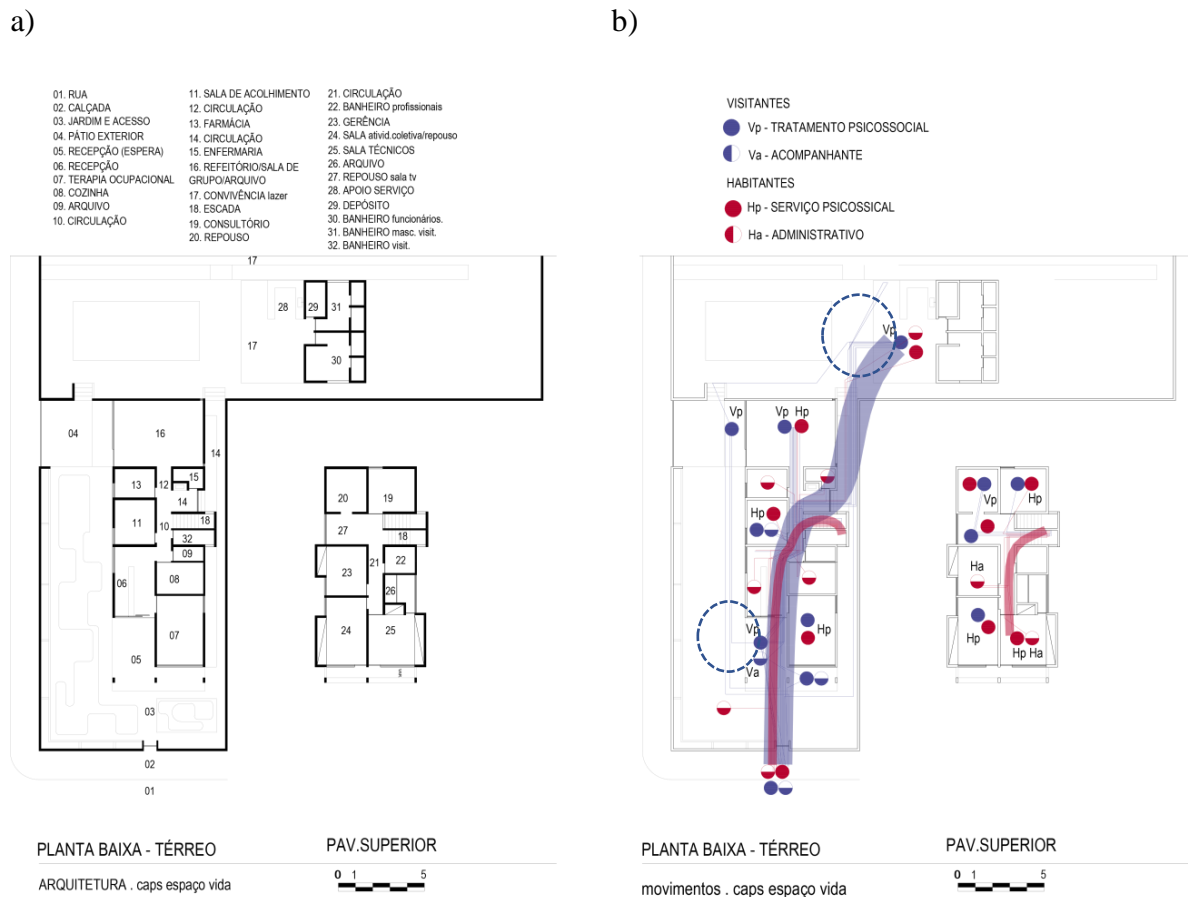 a)
01. RUA
02. CALÇADA
03. JARDIM E ACESSO
04. PÁTIO EXTERIOR
05. RECEPÇÃO (ESPERA)
06. RECEPÇÃO
07. TERAPIA OCUPACIONAL
08. COZINHA
09. ARQUIVO
10. CIRCULAÇÃO
11. SALA DE ACOLHIMENTO
12. CIRCULAÇÃO
13. FARMÁCIA
14. CIRCULAÇÃO
15. ENFERMARIA
16. REFEITÓRIO/SALA DE
GRUPO/ARQUIVO
17. CONVIVÊNCIA lazer
18. ESCADA
19. CONSULTÓRIO
20. REPOUSO
21. CIRCULAÇÃO
22. BANHEIRO profissionais
23. GERÊNCIA
24. SALA ativid.coletiva/repouso
25. SALA TÉCNICOS
26. ARQUIVO
27. REPOUSO sala tv
28. APOIO SERVIÇO
29. DEPÓSITO
30. BANHEIRO funcionários.
31. BANHEIRO masc. visit.
32. BANHEIRO visit.
17
28
29
31
17
30
04
16
14
13
12
15
14
11
10
18
32
09
06
08
07
05
03
02
01
20
19
27
18
21
22
23
26
24
25
PLANTA BAIXA - TÉRREO
PAV.SUPERIOR
ARQUITETURA . caps espaço vida
0 1 5
b)
VISITANTES
Vp - TRATAMENTO PSICOSSOCIAL
Va - ACOMPANHANTE
HABITANTES
Hp - SERVIÇO PSICOSSICAL
Ha - ADMINISTRATIVO
Vp
Vp
Vp Hp
Hp
Vp
Hp
Va
Vp
Hp
Ha
Hp
Hp Ha
PLANTA BAIXA - TÉRREO
PAV.SUPERIOR
movimentos . caps espaço vida
0 1 5